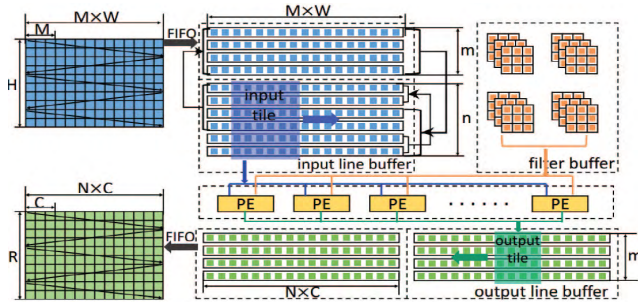 M×W
M
H
FIFO
M×W
m
input
tile
n
input line buffer
filter buffer
PE PE PE ...... PE
N×C
C
R
FIFO
N×C
output
tile
m
output line buffer